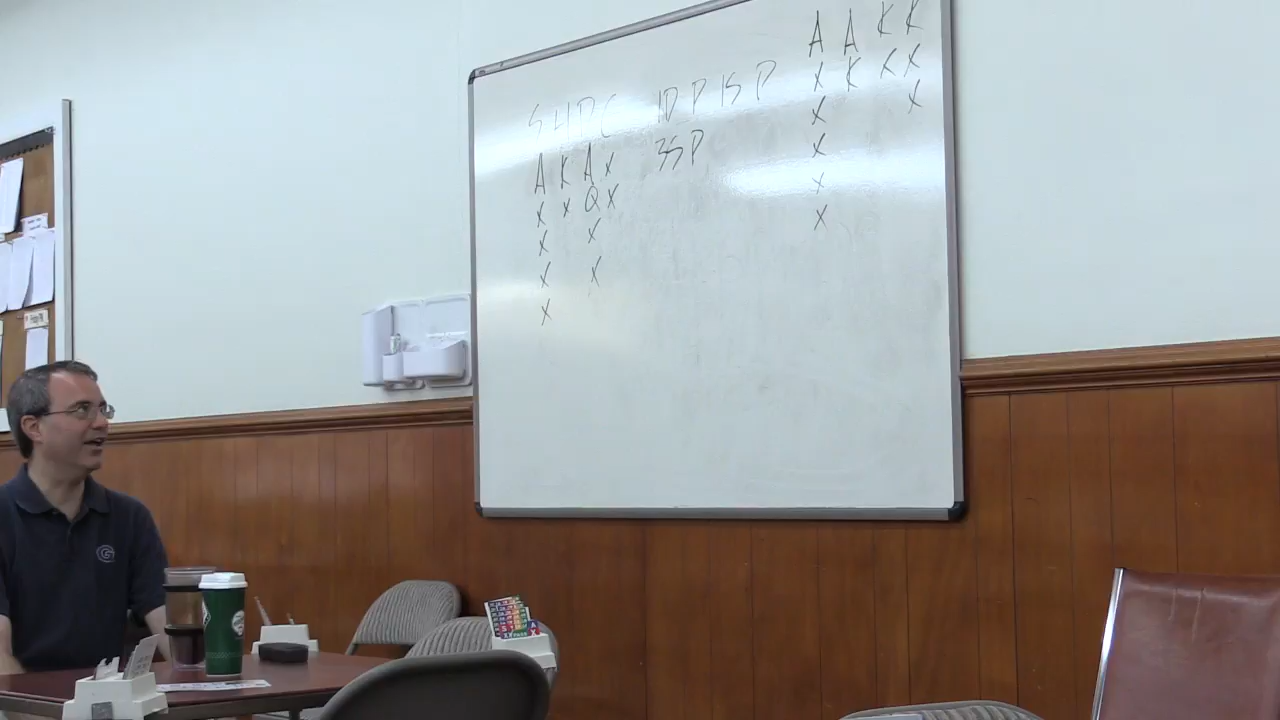 S H D C 1D P 1S P
A K A X 3S P
X X Q X
X X
X X
X
A A K K
X K K X
X X
X
X
X